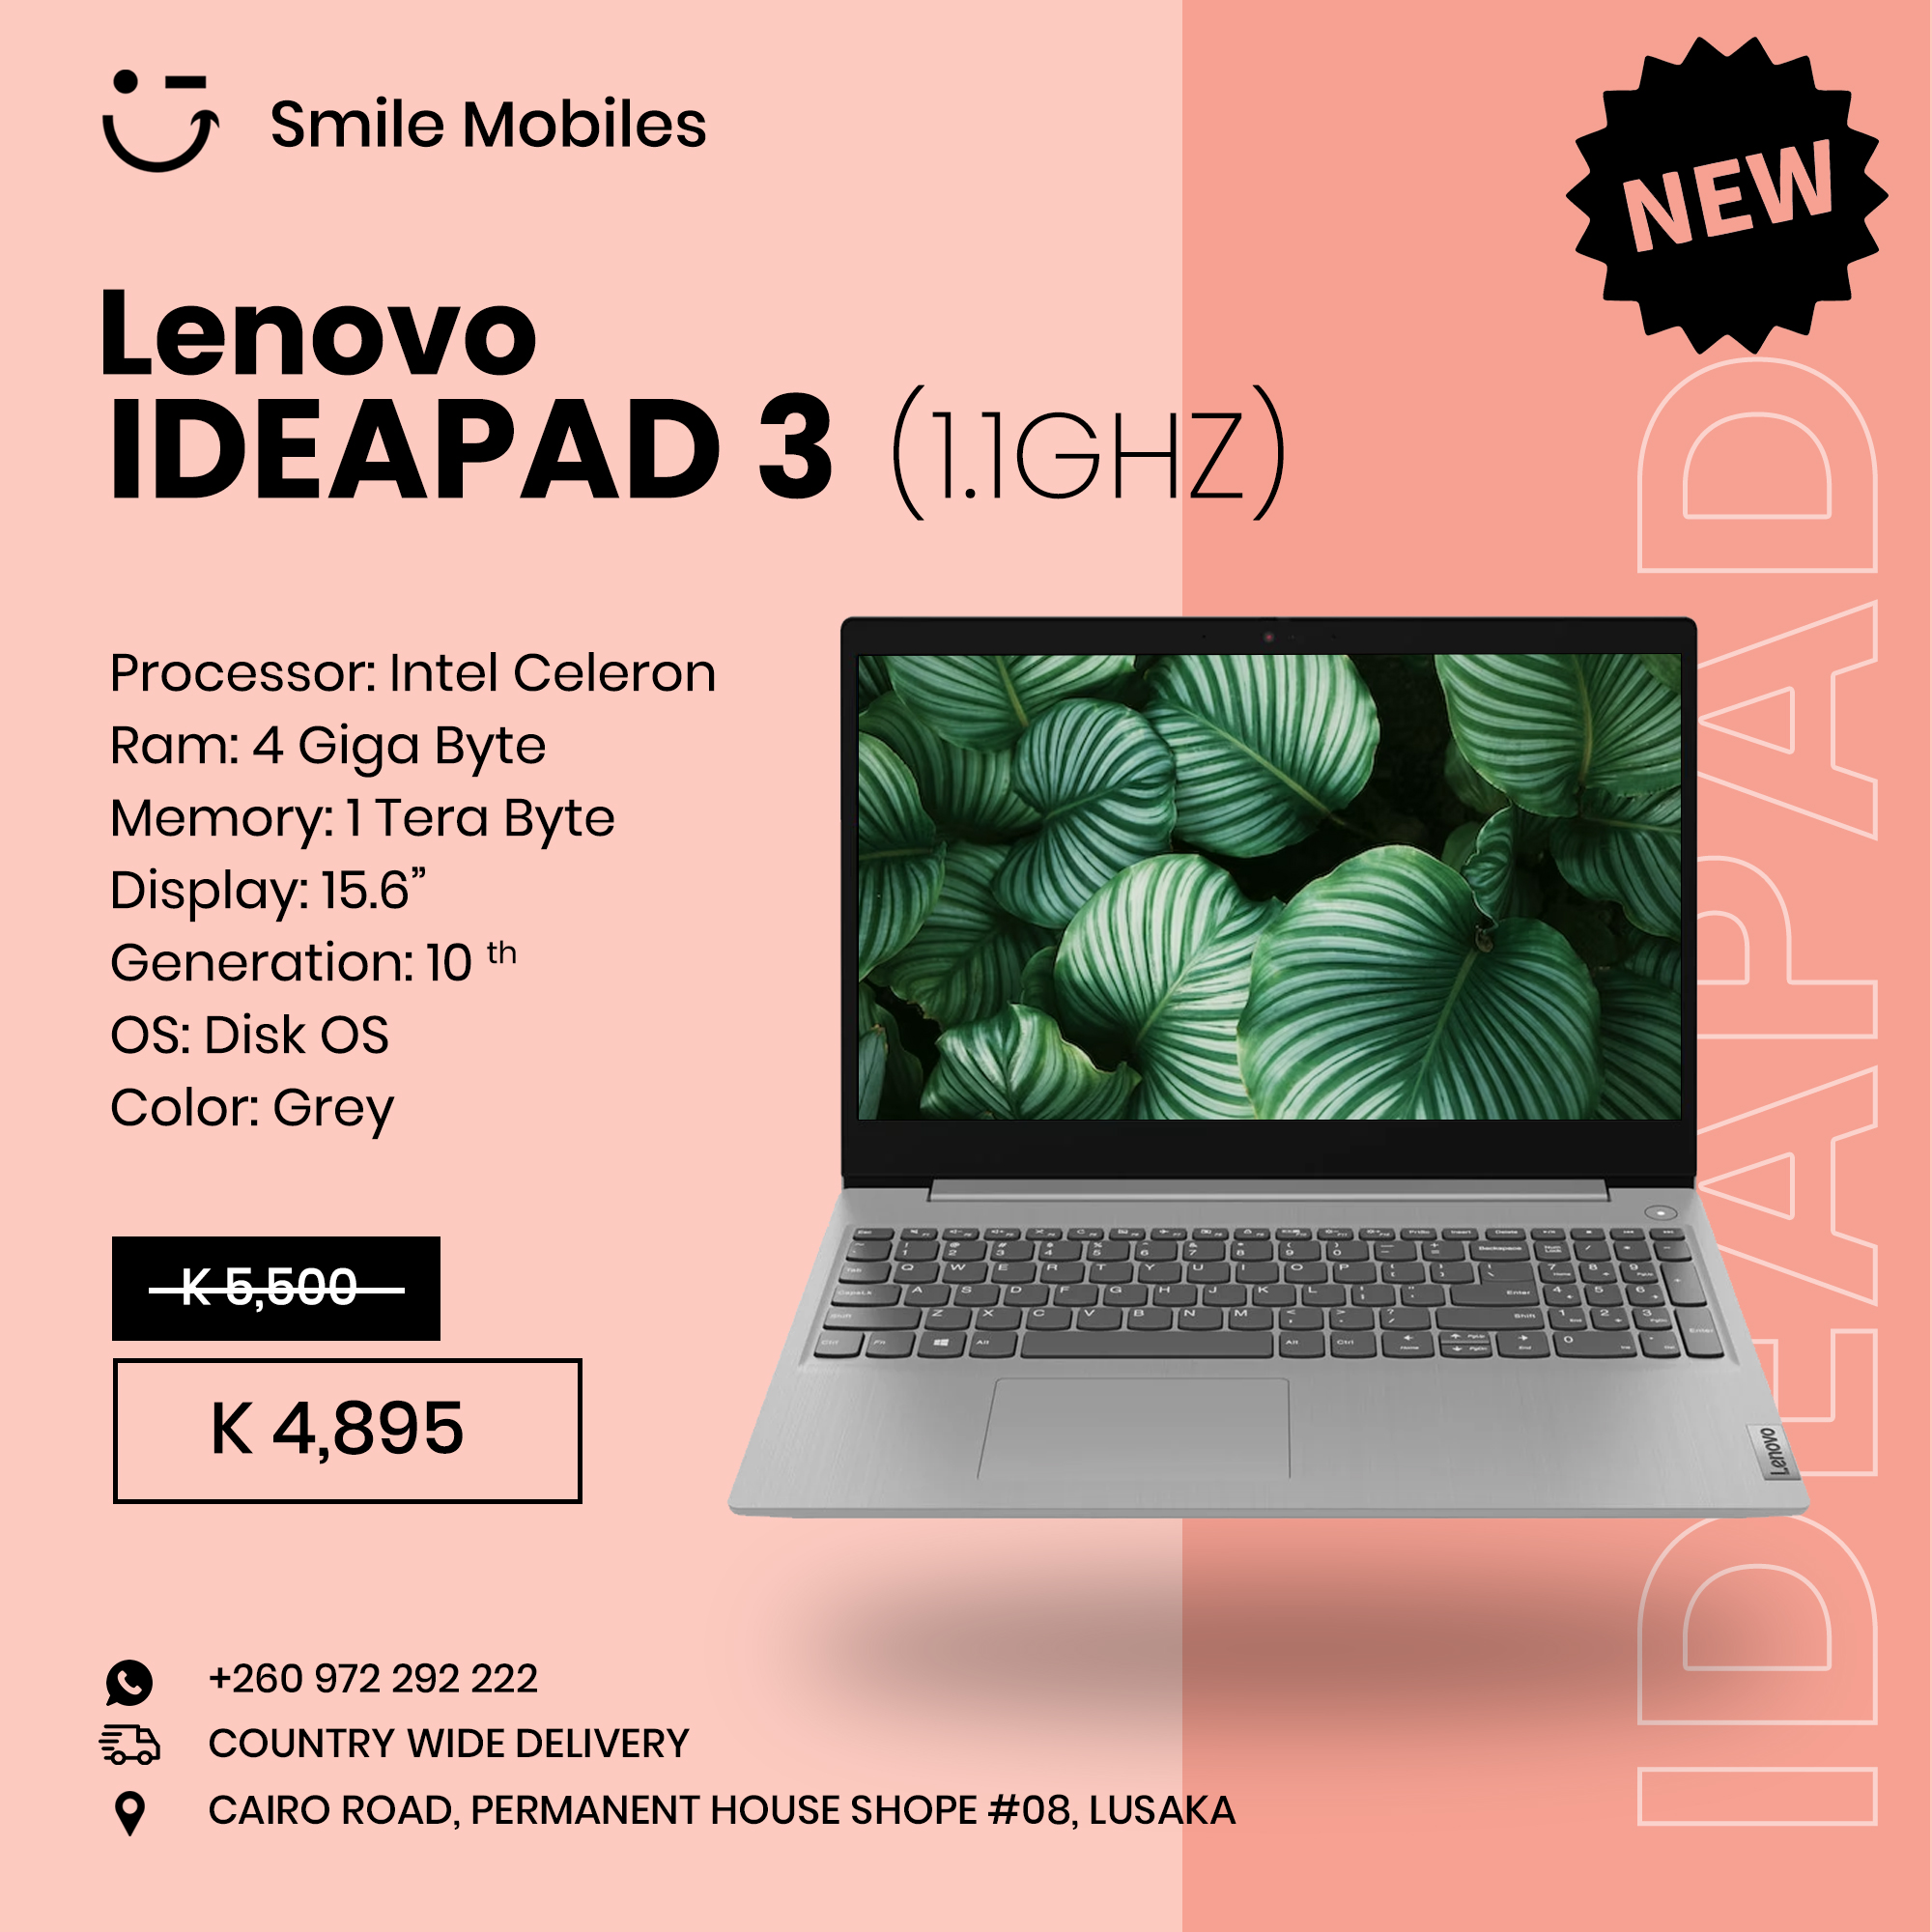 Smile Mobiles
NEW
Lenovo
IDEAPAD 3 (1.1GHZ)
Processor: Intel Celeron
Ram: 4 Giga Byte
Memory: 1 Tera Byte
Display: 15.6”
Generation: 10 th
OS: Disk OS
Color: Grey
K 5,500
K 4,895
IDEAPAD
Lenovo
+260 972 292 222
COUNTRY WIDE DELIVERY
CAIRO ROAD, PERMANENT HOUSE SHOPE #08, LUSAKA